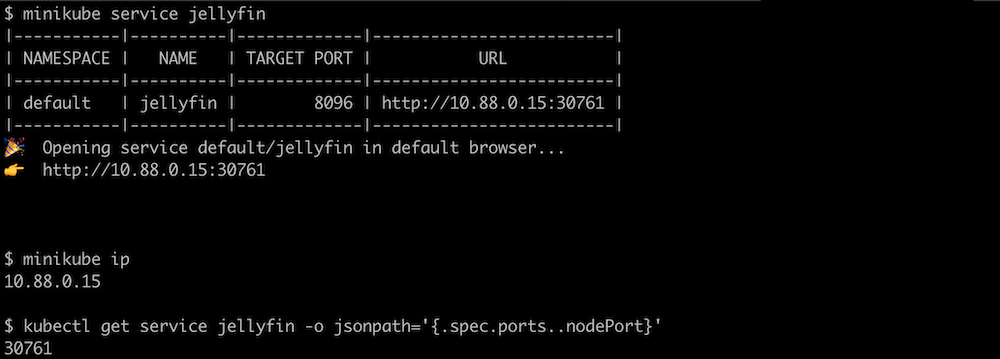 $ minikube service jellyfin
|-----------|----------|-------------|-------------------------|
| NAMESPACE |   NAME   | TARGET PORT |           URL           |
|-----------|----------|-------------|-------------------------|
| default   | jellyfin |        8096 | http://10.88.0.15:30761 |
|-----------|----------|-------------|-------------------------|
🎉  Opening service default/jellyfin in default browser...
👉  http://10.88.0.15:30761
$ minikube ip
10.88.0.15
$ kubectl get service jellyfin -o jsonpath='{.spec.ports..nodePort}'
30761